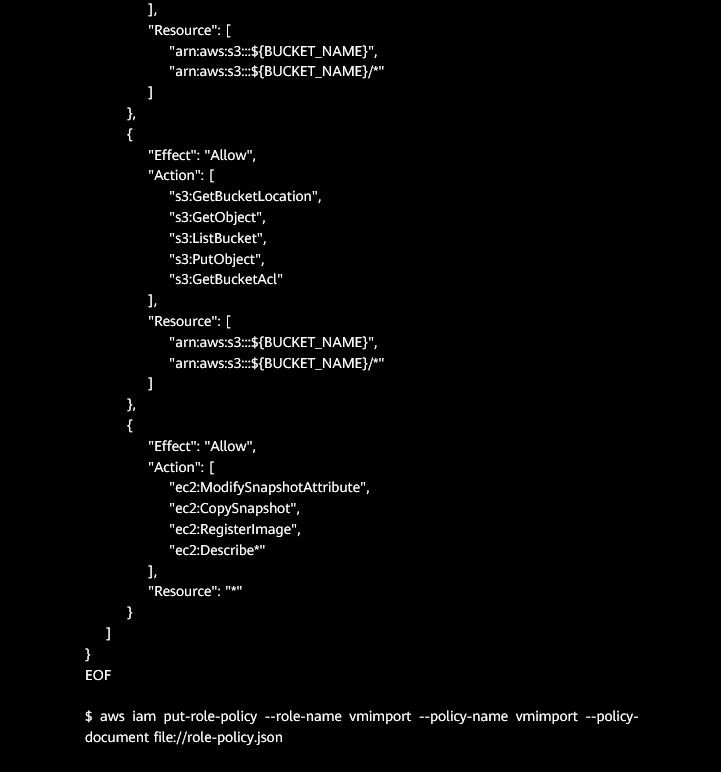 ],
"Resource": [
"arn:aws:s3:::${BUCKET_NAME}",
"arn:aws:s3:::${BUCKET_NAME}/*"
]
},
{
"Effect": "Allow",
"Action": [
"s3:GetBucketLocation",
"s3:GetObject",
"s3:ListBucket",
"s3:PutObject",
"s3:GetBucketAcl"
],
"Resource": [
"arn:aws:s3:::${BUCKET_NAME}",
"arn:aws:s3:::${BUCKET_NAME}/*"
]
},
{
"Effect": "Allow",
"Action": [
"ec2:ModifySnapshotAttribute",
"ec2:CopySnapshot",
"ec2:RegisterImage",
"ec2:Describe*"
],
"Resource": "*"
}
]
}
EOF
$ aws iam put-role-policy --role-name vmimport --policy-name vmimport --policy-
document file://role-policy.json